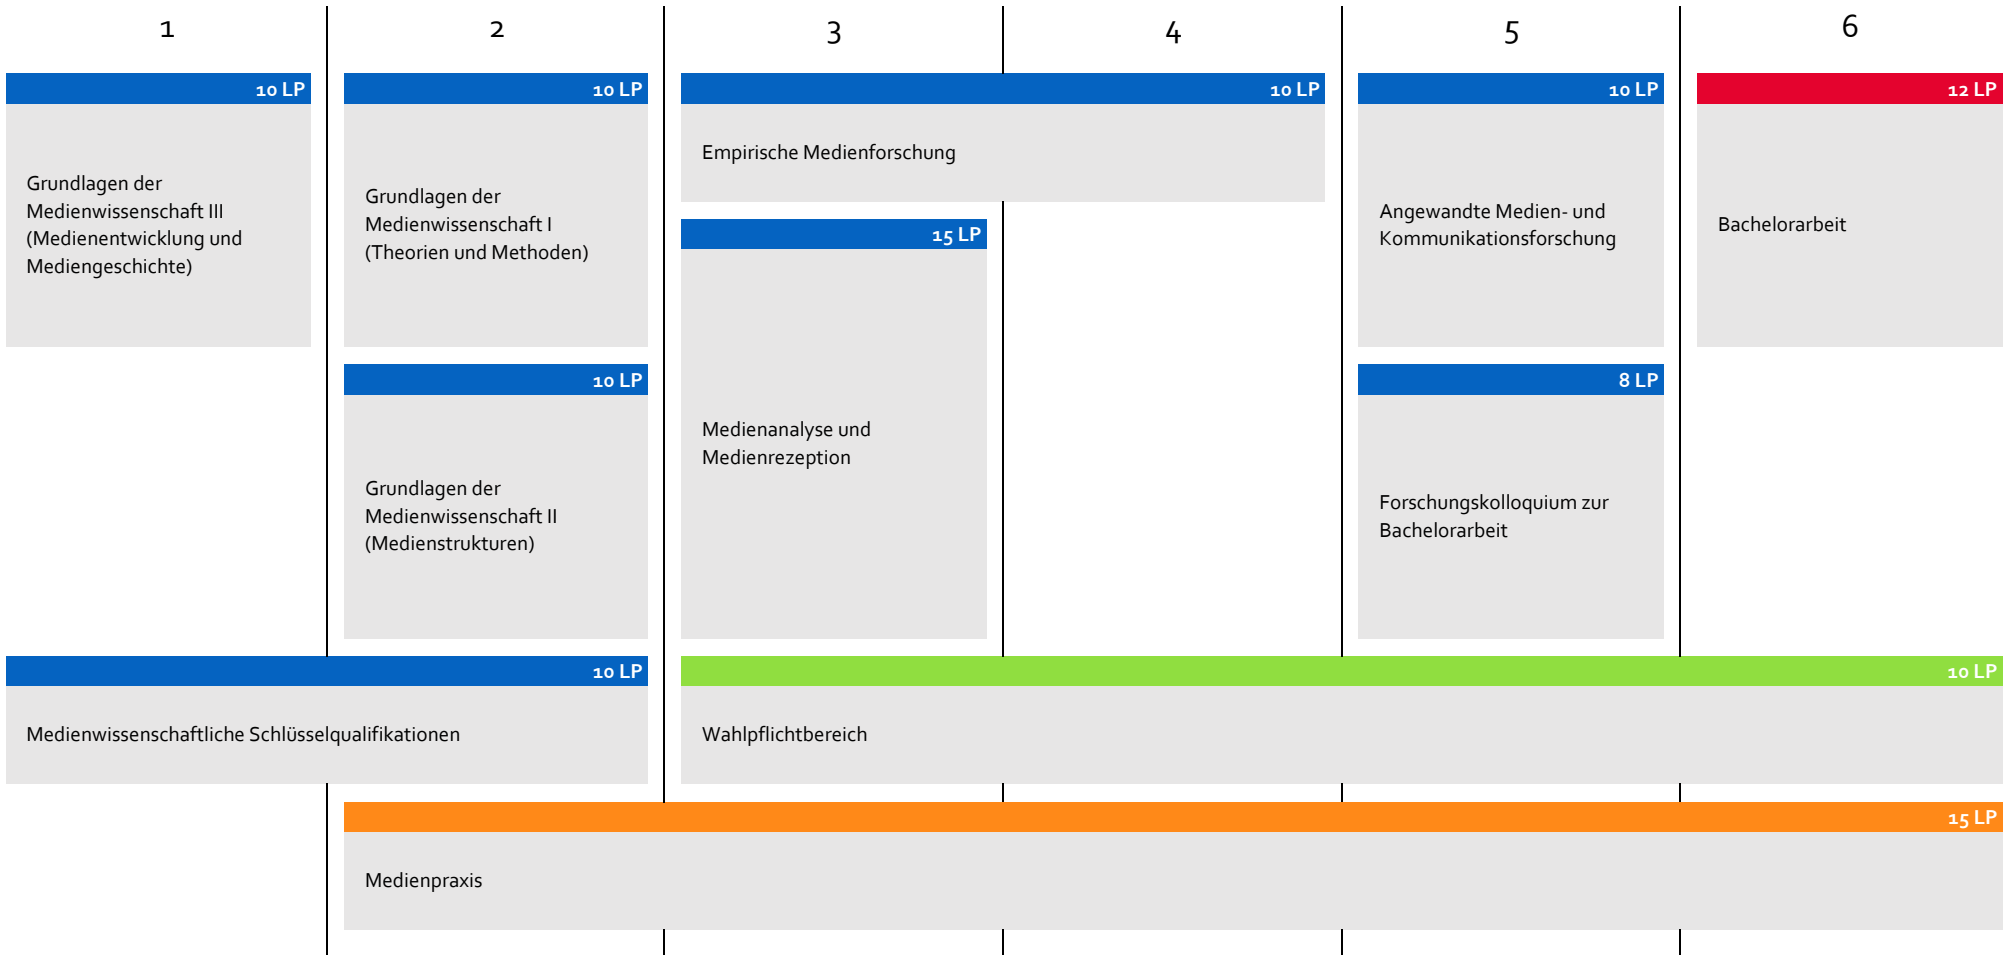 1
2
3
4
5
6
10 LP
10 LP
10 LP
10 LP
12 LP
Grundlagen der
Medienwissenschaft III
(Medienentwicklung und
Mediengeschichte)
Grundlagen der
Medienwissenschaft I
(Theorien und Methoden)
Empirische Medienforschung
Angewandte Medien- und
Kommunikationsforschung
Bachelorarbeit
15 LP
Medienanalyse und
Medienrezeption
10 LP
Grundlagen der
Medienwissenschaft II
(Medienstrukturen)
8 LP
Forschungskolloquium zur
Bachelorarbeit
10 LP
Medienwissenschaftliche Schlüsselqualifikationen
10 LP
Wahlpflichtbereich
15 LP
Medienpraxis